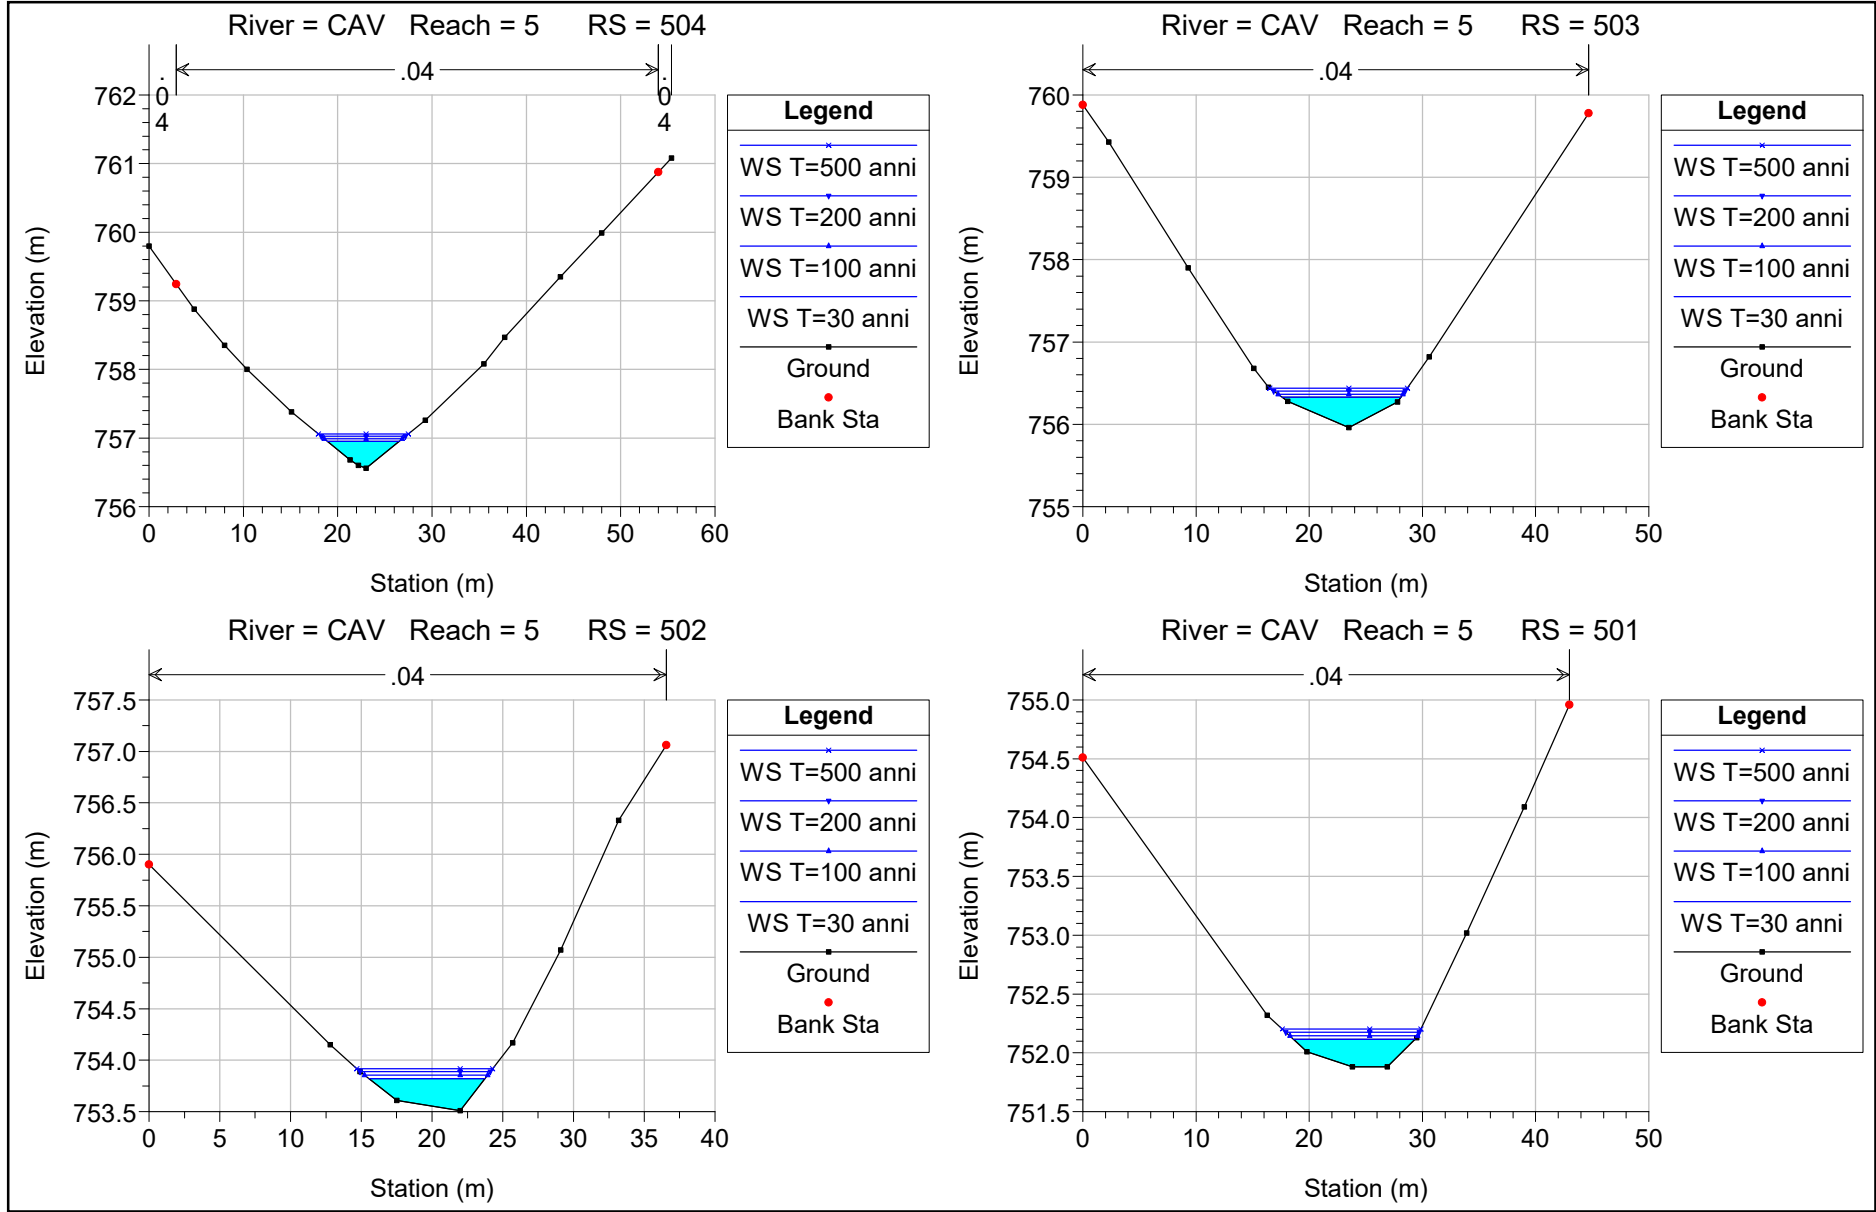 River = CAV   Reach = 5      RS = 504
.04
.04
.04
762
761
760
759
758
757
756
0 10 20 30 40 50 60
Elevation (m)
Station (m)
Legend
WS T=500 anni
WS T=200 anni
WS T=100 anni
WS T=30 anni
Ground
Bank Sta
River = CAV   Reach = 5      RS = 503
.04
760
759
758
757
756
755
0 10 20 30 40 50
Elevation (m)
Station (m)
Legend
WS T=500 anni
WS T=200 anni
WS T=100 anni
WS T=30 anni
Ground
Bank Sta
River = CAV   Reach = 5      RS = 502
.04
757.5
757.0
756.5
756.0
755.5
755.0
754.5
754.0
753.5
0 5 10 15 20 25 30 35 40
Elevation (m)
Station (m)
Legend
WS T=500 anni
WS T=200 anni
WS T=100 anni
WS T=30 anni
Ground
Bank Sta
River = CAV   Reach = 5      RS = 501
.04
755.0
754.5
754.0
753.5
753.0
752.5
752.0
751.5
0 10 20 30 40 50
Elevation (m)
Station (m)
Legend
WS T=500 anni
WS T=200 anni
WS T=100 anni
WS T=30 anni
Ground
Bank Sta